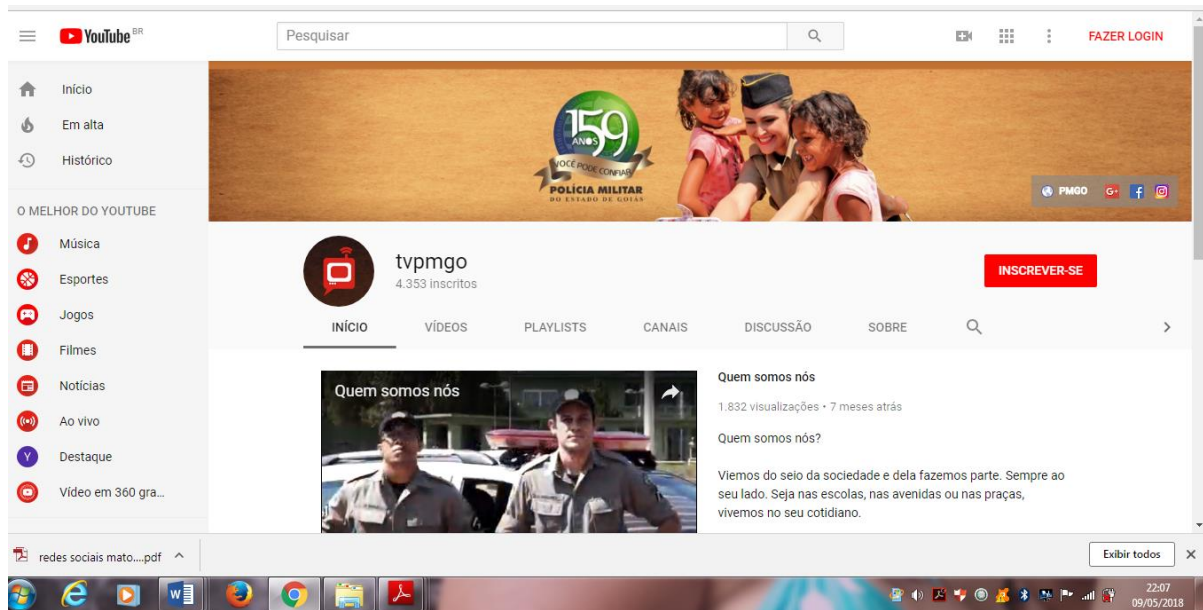 YouTube BR
Pesquisar
FAZER LOGIN
Início
Em alta
Histórico
O MELHOR DO YOUTUBE
Música
Esportes
Jogos
Filmes
Notícias
Ao vivo
Y Destaque
Vídeo em 360 gra...
159
ANOS
VOCÊ PODE CONFIAR
POLÍCIA MILITAR
DO ESTADO DE GOIÁS
PMGO G+ f
tvpmgo
4.353 inscritos
INSCREVER-SE
INÍCIO VÍDEOS PLAYLISTS CANAIS DISCUSSÃO SOBRE
Quem somos nós
Quem somos nós
1.832 visualizações • 7 meses atrás
Quem somos nós?
Viemos do seio da sociedade e dela fazemos parte. Sempre ao
seu lado. Seja nas escolas, nas avenidas ou nas praças,
vivemos no seu cotidiano.
redes sociais mato....pdf
Exibir todos
22:07
09/05/2018